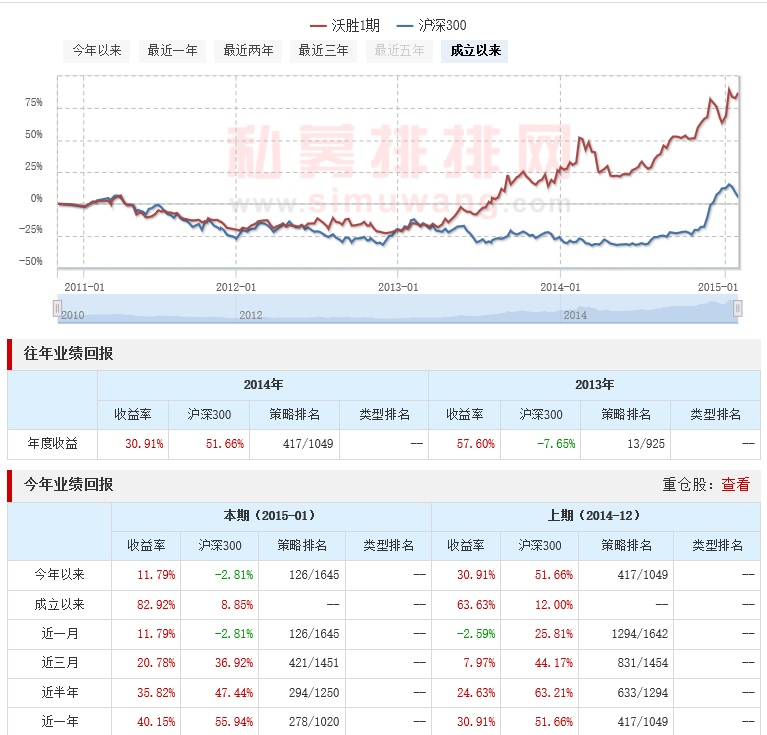 沃胜1期 沪深300
今年以来 最近一年 最近两年 最近三年 最近五年 成立以来
75%
50%
25%
0%
-25%
-50%
私募排排网
www.simuwang.com
2011-01 2012-01 2013-01 2014-01 2015-01
2010 2012 2014
往年业绩回报
2014年 2013年
收益率 沪深300 策略排名 类型排名 收益率 沪深300 策略排名 类型排名
年度收益 30.91% 51.66% 417/1049 -- 57.60% -7.65% 13/925 --
今年业绩回报 重仓股：查看
本期（2015-01） 上期（2014-12）
收益率 沪深300 策略排名 类型排名 收益率 沪深300 策略排名 类型排名
今年以来 11.79% -2.81% 126/1645 -- 30.91% 51.66% 417/1049 --
成立以来 82.92% 8.85% -- -- 63.63% 12.00% -- --
近一月 11.79% -2.81% 126/1645 -- -2.59% 25.81% 1294/1642 --
近三月 20.78% 36.92% 421/1451 -- 7.97% 44.17% 831/1454 --
近半年 35.82% 47.44% 294/1250 -- 24.63% 63.21% 633/1294 --
近一年 40.15% 55.94% 278/1020 -- 30.91% 51.66% 417/1049 --